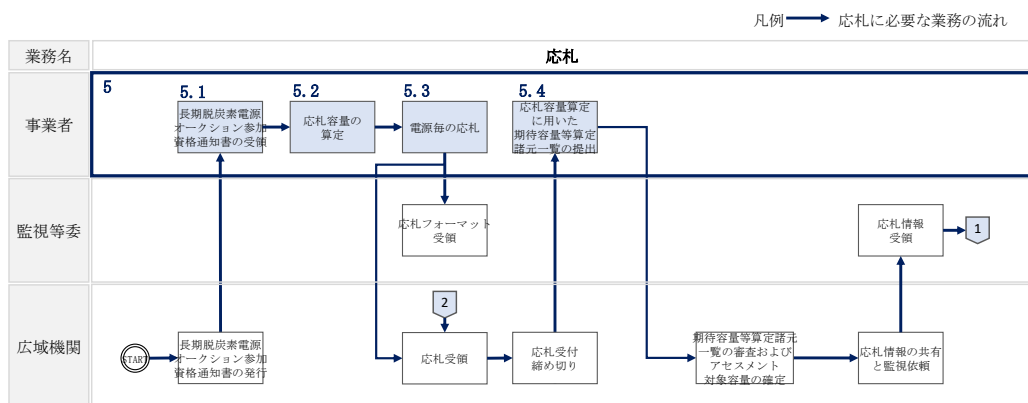 凡例 応札に必要な業務の流れ
業務名
応札
事業者
5
5.1
長期脱炭素電源
オークション参加
資格通知書の受領
5.2
応札容量の
算定
5.3
電源毎の応札
5.4
応札容量算定
に用いた
期待容量等算定
諸元一覧の提出
監視等委
応札フォーマット
受領
応札情報
受領
1
広域機関
START
長期脱炭素電源
オークション参加
資格通知書の発行
2
応札受領
応札受付
締め切り
期待容量等算定諸元
一覧の審査および
アセスメント
対象容量の確定
応札情報の共有
と監視依頼